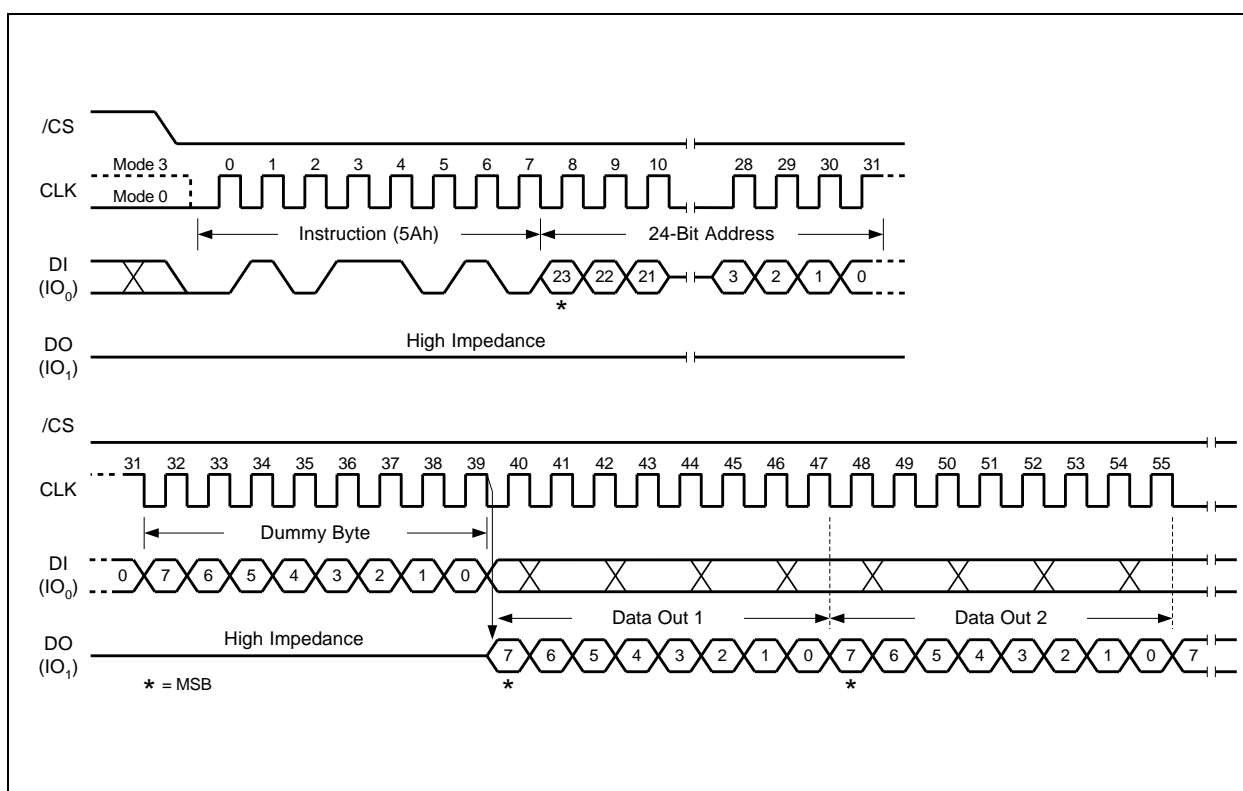 /CS
Mode 3 0 1 2 3 4 5 6 7 8 9 10 28 29 30 31
CLK
Mode 0
Instruction (5Ah) 24-Bit Address
DI
(IO0)
23 22 21 3 2 1 0
*
High Impedance
DO
(IO1)
/CS
31 32 33 34 35 36 37 38 39 40 41 42 43 44 45 46 47 48 49 50 51 52 53 54 55
CLK
Dummy Byte
DI
(IO0)
0 7 6 5 4 3 2 1 0
Data Out 1 Data Out 2
High Impedance
DO
(IO1)
7 6 5 4 3 2 1 0 7 6 5 4 3 2 1 0 7
* = MSB * *